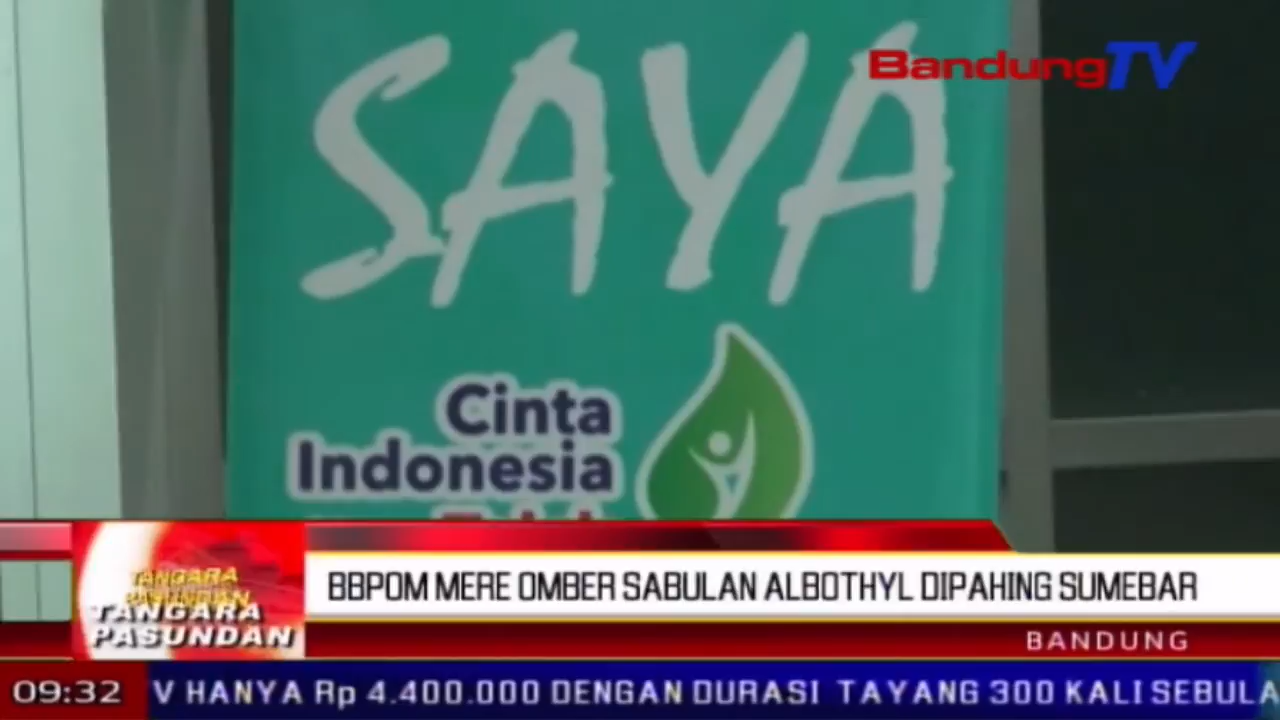 SAYA
BandungTV
Cinta
Indonesia
TANGARA
PASUNDAN
TANGARA
PASUNDAN
BBPOM MERE OMBER SABULAN ALBOTHYL DIPAHING SUMEBAR
BANDUNG
09:32
V HANYA Rp 4.400.000 DENGAN DURASI TAYANG 300 KALI SEBULA